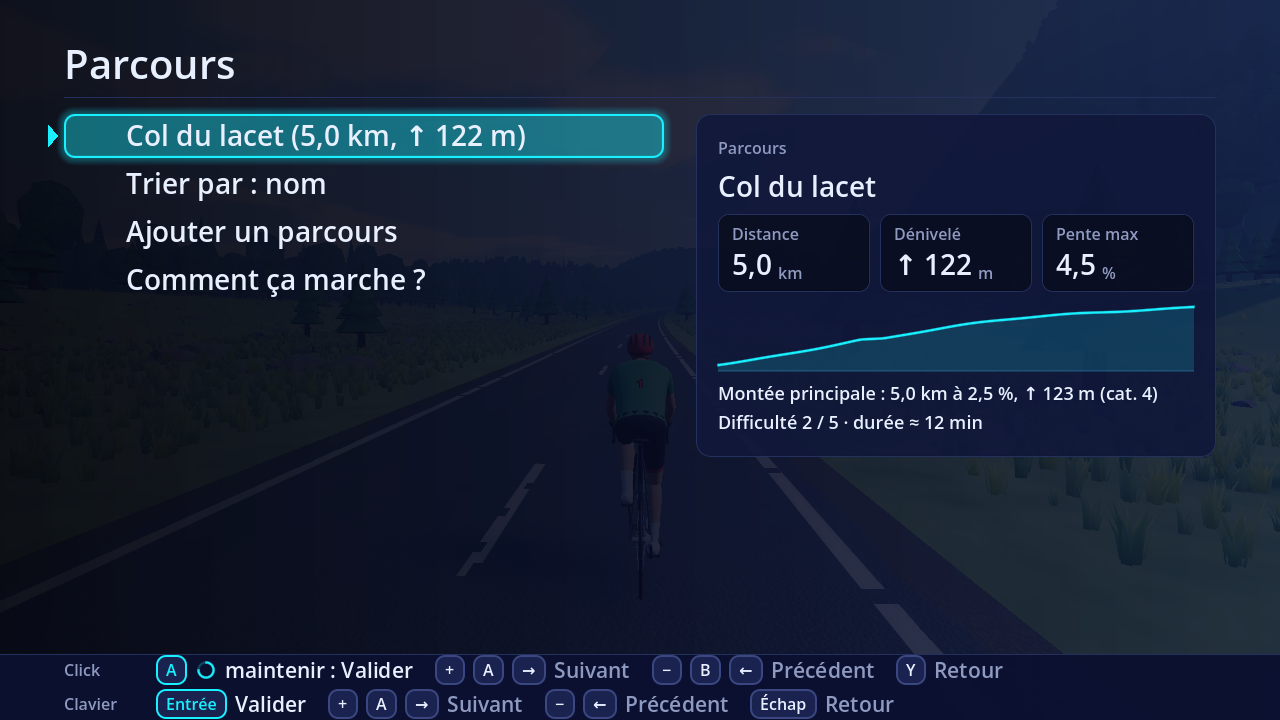 Parcours
Col du lacet (5,0 km, ↑ 122 m)
Trier par : nom
Ajouter un parcours
Comment ça marche ?
Parcours
Col du lacet
Distance
5,0 km
Dénivelé
↑ 122 m
Pente max
4,5 %
Montée principale : 5,0 km à 2,5 %, ↑ 123 m (cat. 4)
Difficulté 2 / 5 · durée ≈ 12 min
Click A maintenir : Valider + A → Suivant − B ← Précédent Y Retour
Clavier Entrée Valider + A → Suivant − ← Précédent Échap Retour